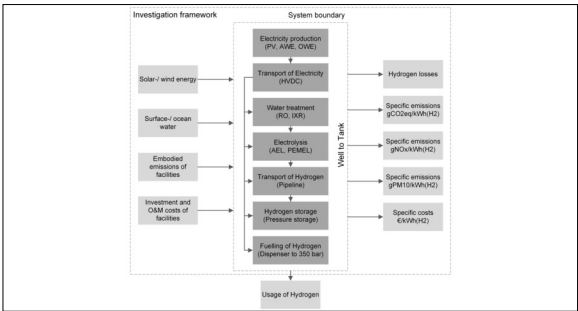 Investigation framework
System boundary
Electricity production
(PV, AWE, OWE)
Solar-/ wind energy
Transport of Electricity
(HVDC)
Hydrogen losses
Surface-/ ocean
water
Water treatment
(RO, IXR)
Specific emissions
gCO2eq/kWh(H2)
Well to Tank
Electrolysis
(AEL, PEMEL)
Specific emissions
gNOx/kWh(H2)
Embodied
emissions of
facilities
Transport of Hydrogen
(Pipeline)
Specific emissions
gPM10/kWh(H2)
Investment and
O&M costs of
facilities
Hydrogen storage
(Pressure storage)
Specific costs
€/kWh(H2)
Fuelling of Hydrogen
(Dispenser to 350 bar)
Usage of Hydrogen